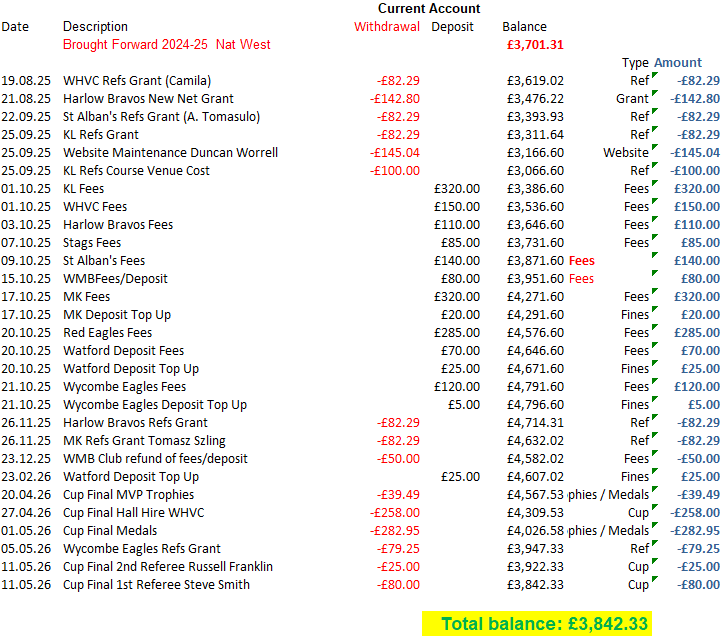 Current Account
Date Description Withdrawal Deposit Balance
Brought Forward 2024-25 Nat West £3,701.31
Type Amount
19.08.25 WHVC Refs Grant (Camila) -£82.29 £3,619.02 Ref -£82.29
21.08.25 Harlow Bravos New Net Grant -£142.80 £3,476.22 Grant -£142.80
22.09.25 St Alban's Refs Grant (A. Tomasulo) -£82.29 £3,393.93 Ref -£82.29
25.09.25 KL Refs Grant -£82.29 £3,311.64 Ref -£82.29
25.09.25 Website Maintenance Duncan Worrell -£145.04 £3,166.60 Website -£145.04
25.09.25 KL Refs Course Venue Cost -£100.00 £3,066.60 Ref -£100.00
01.10.25 KL Fees £320.00 £3,386.60 Fees £320.00
01.10.25 WHVC Fees £150.00 £3,536.60 Fees £150.00
03.10.25 Harlow Bravos Fees £110.00 £3,646.60 Fees £110.00
07.10.25 Stags Fees £85.00 £3,731.60 Fees £85.00
09.10.25 St Alban's Fees £140.00 £3,871.60 Fees £140.00
15.10.25 WMBFees/Deposit £80.00 £3,951.60 Fees £80.00
17.10.25 MK Fees £320.00 £4,271.60 Fees £320.00
17.10.25 MK Deposit Top Up £20.00 £4,291.60 Fines £20.00
20.10.25 Red Eagles Fees £285.00 £4,576.60 Fees £285.00
20.10.25 Watford Deposit Fees £70.00 £4,646.60 Fees £70.00
20.10.25 Watford Deposit Top Up £25.00 £4,671.60 Fines £25.00
21.10.25 Wycombe Eagles Fees £120.00 £4,791.60 Fees £120.00
21.10.25 Wycombe Eagles Deposit Top Up £5.00 £4,796.60 Fines £5.00
26.11.25 Harlow Bravos Refs Grant -£82.29 £4,714.31 Ref -£82.29
26.11.25 MK Refs Grant Tomasz Szling -£82.29 £4,632.02 Ref -£82.29
23.12.25 WMB Club refund of fees/deposit -£50.00 £4,582.02 Fees -£50.00
23.02.26 Watford Deposit Top Up £25.00 £4,607.02 Fines £25.00
20.04.26 Cup Final MVP Trophies -£39.49 £4,567.53 phies / Medals -£39.49
27.04.26 Cup Final Hall Hire WHVC -£258.00 £4,309.53 Cup -£258.00
01.05.26 Cup Final Medals -£282.95 £4,026.58 phies / Medals -£282.95
05.05.26 Wycombe Eagles Refs Grant -£79.25 £3,947.33 Ref -£79.25
11.05.26 Cup Final 2nd Referee Russell Franklin -£25.00 £3,922.33 Cup -£25.00
11.05.26 Cup Final 1st Referee Steve Smith -£80.00 £3,842.33 Cup -£80.00
Total balance: £3,842.33